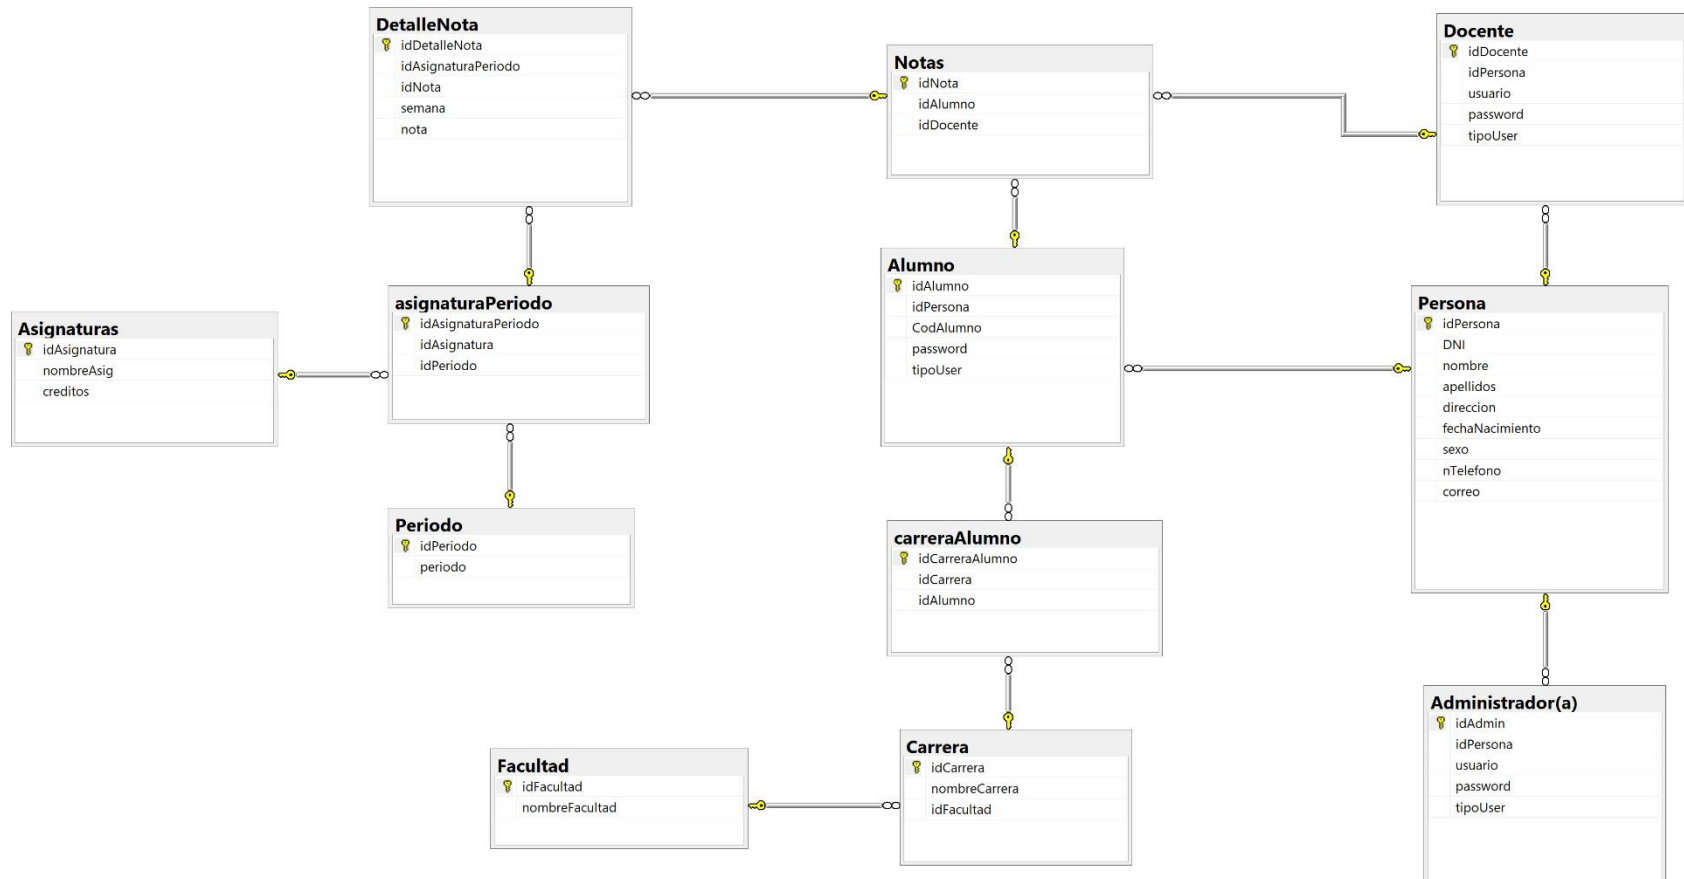 DetalleNota
idDetalleNota
idAsignaturaPeriodo
idNota
semana
nota
Notas
idNota
idAlumno
idDocente
Docente
idDocente
idPersona
usuario
password
tipoUser
Asignaturas
idAsignatura
nombreAsig
creditos
asignaturaPeriodo
idAsignaturaPeriodo
idAsignatura
idPeriodo
Alumno
idAlumno
idPersona
CodAlumno
password
tipoUser
Persona
idPersona
DNI
nombre
apellidos
direccion
fechaNacimiento
sexo
nTelefono
correo
Periodo
idPeriodo
periodo
carreraAlumno
idCarreraAlumno
idCarrera
idAlumno
Facultad
idFacultad
nombreFacultad
Carrera
idCarrera
nombreCarrera
idFacultad
Administrador(a)
idAdmin
idPersona
usuario
password
tipoUser